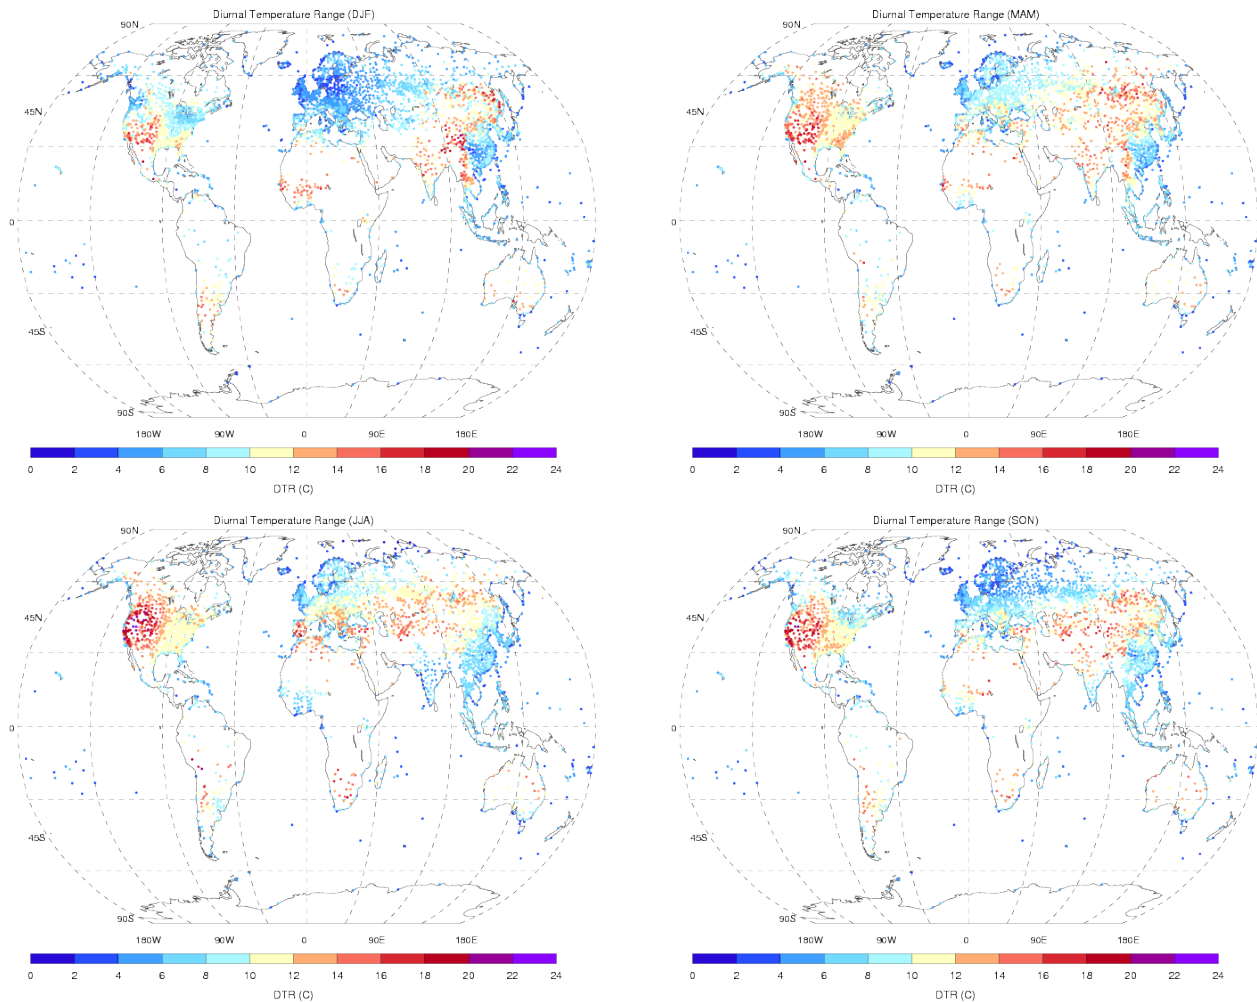 Diurnal Temperature Range (DJF)
90N
45N
0
45S
90S
180W 90W 0 90E 180E
0 2 4 6 8 10 12 14 16 18 20 22 24
DTR (C)
Diurnal Temperature Range (MAM)
90N
45N
0
45S
90S
180W 90W 0 90E 180E
0 2 4 6 8 10 12 14 16 18 20 22 24
DTR (C)
Diurnal Temperature Range (JJA)
90N
45N
0
45S
90S
180W 90W 0 90E 180E
0 2 4 6 8 10 12 14 16 18 20 22 24
DTR (C)
Diurnal Temperature Range (SON)
90N
45N
0
45S
90S
180W 90W 0 90E 180E
0 2 4 6 8 10 12 14 16 18 20 22 24
DTR (C)